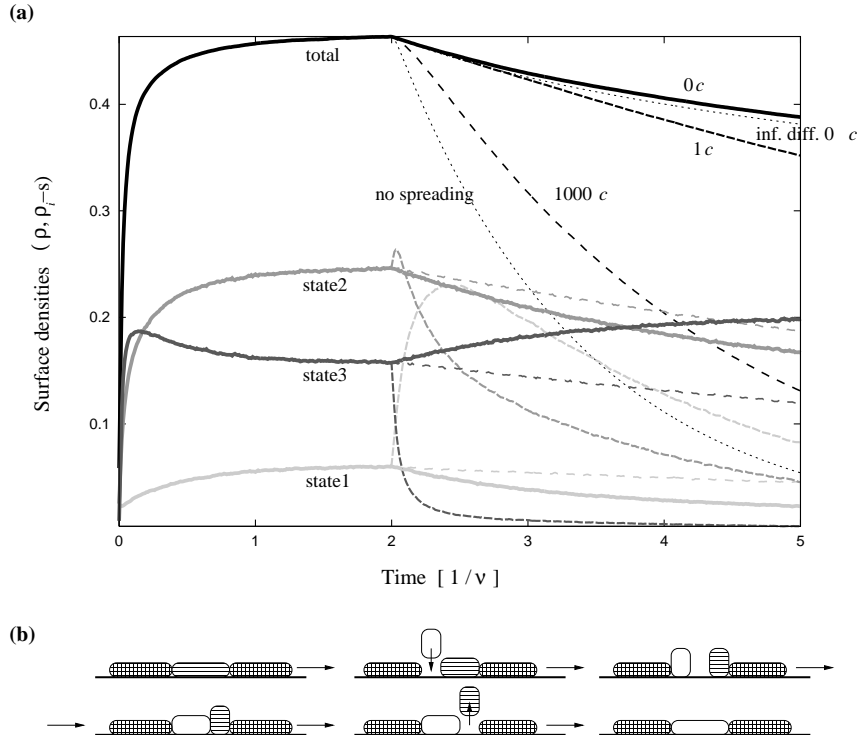 (a)
total
0 c
inf. diff. 0 c
1 c
no spreading
1000 c
state2
state3
state1
Surface densities ( ρ, ρi−s)
0.4
0.3
0.2
0.1
0
1
2
3
4
5
Time [ 1 / ν ]
(b)